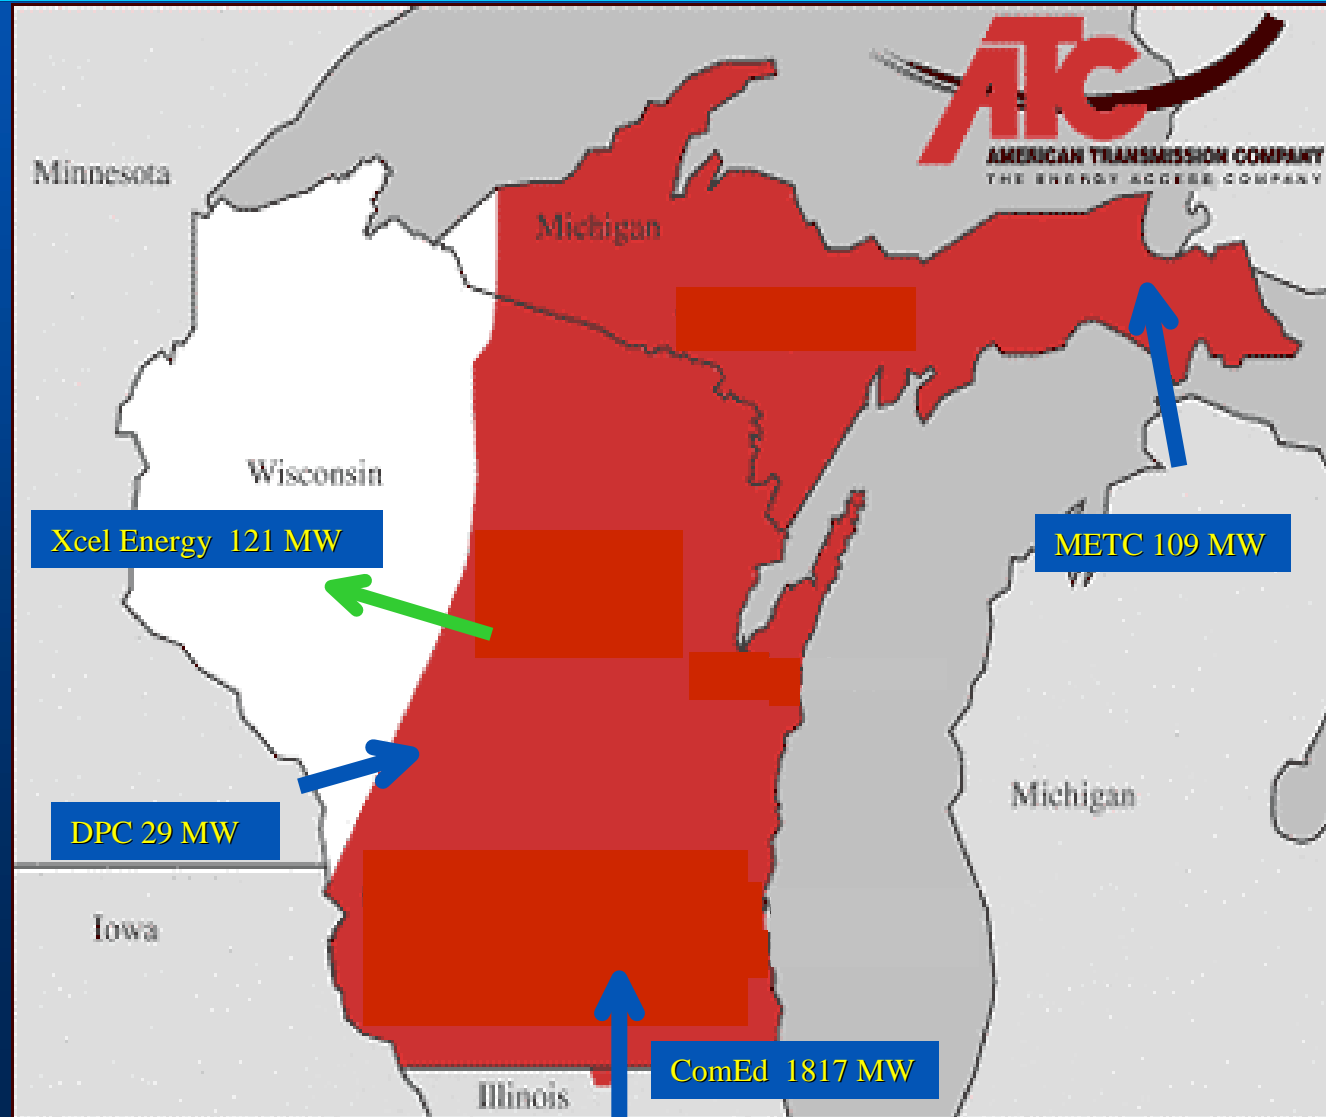 ATC
AMERICAN TRANSMISSION COMPANY
THE ENERGY ACCESS COMPANY
Minnesota
Michigan
Wisconsin
Xcel Energy 121 MW
METC 109 MW
Michigan
DPC 29 MW
Iowa
ComEd 1817 MW
Illinois